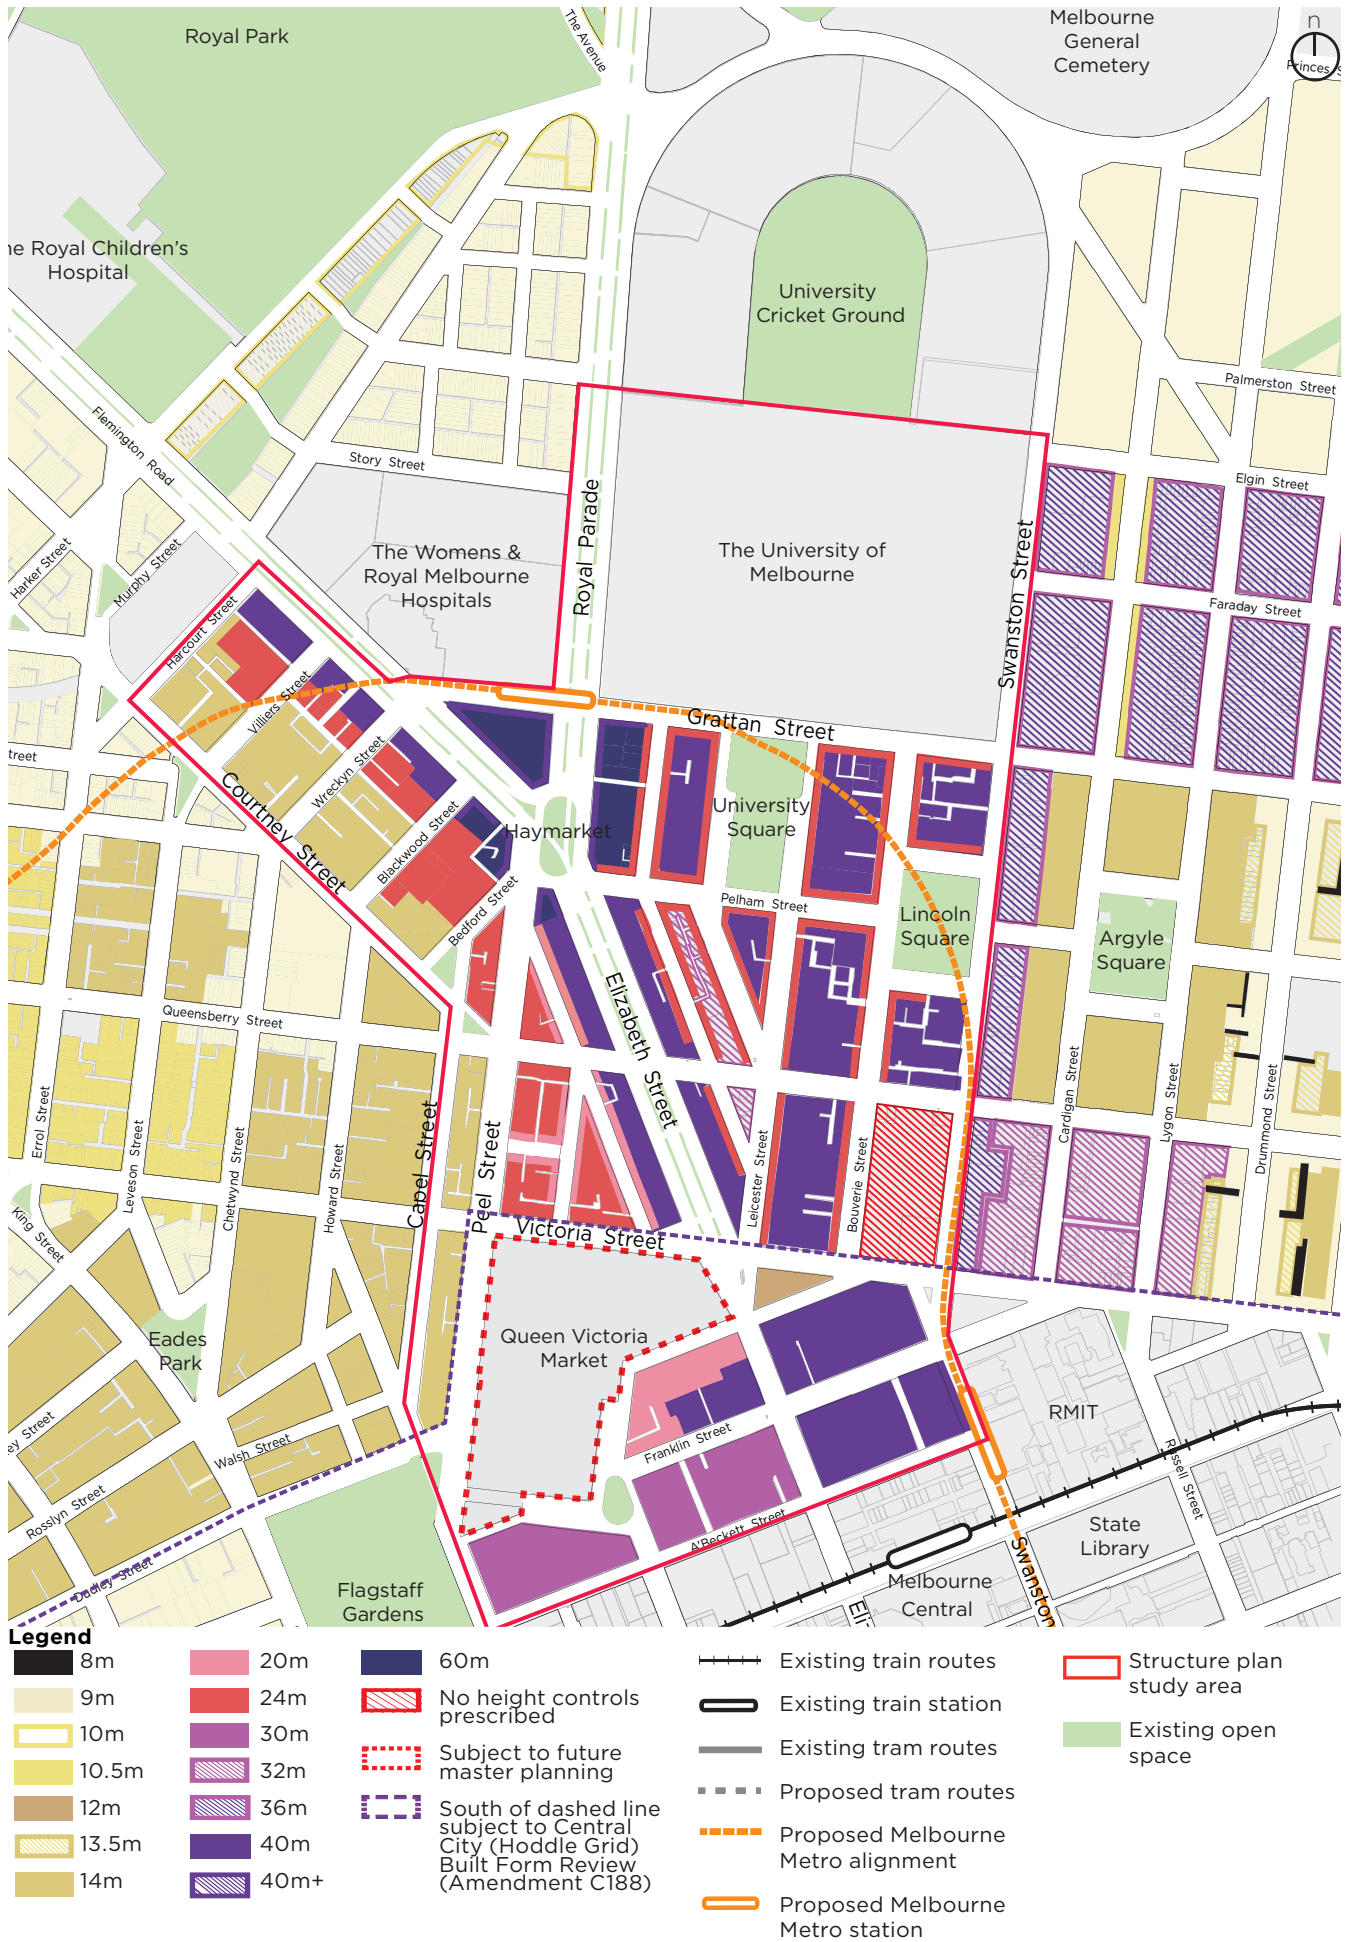 Royal Park
The Avenue
Melbourne
General
Cemetery
n
Princes S
he Royal Children's
Hospital
University
Cricket Ground
Palmerston Street
Flemington Road
Story Street
Elgin Street
Royal Parade
The Womens &
Royal Melbourne
Hospitals
The University of
Melbourne
Swanston Street
Harker Street
Murphy Street
Harcourt Street
Faraday Street
Villiers Street
Grattan Street
treet
Wreckyn Street
Courtney Street
Blackwood Street
Haymarket
University
Square
Bedford Street
Pelham Street
Lincoln
Square
Argyle
Square
Elizabeth Street
Queensberry Street
Errol Street
Leveson Street
Chetwynd Street
Howard Street
Capel Street
Peel Street
Leicester Street
Bouverie Street
Cardigan Street
Lygon Street
Drummond Street
King Street
Victoria Street
Eades
Park
Queen Victoria
Market
RMIT
ey Street
Walsh Street
Franklin Street
Russell Street
Rosslyn Street
A'Beckett Street
State
Library
Dudley Street
Flagstaff
Gardens
Melbourne
Central
Eli
Swanston
Legend
8m
9m
10m
10.5m
12m
13.5m
14m
20m
24m
30m
32m
36m
40m
40m+
60m
No height controls
prescribed
Subject to future
master planning
South of dashed line
subject to Central
City (Hoddle Grid)
Built Form Review
(Amendment C188)
Existing train routes
Existing train station
Existing tram routes
Proposed tram routes
Proposed Melbourne
Metro alignment
Proposed Melbourne
Metro station
Structure plan
study area
Existing open
space